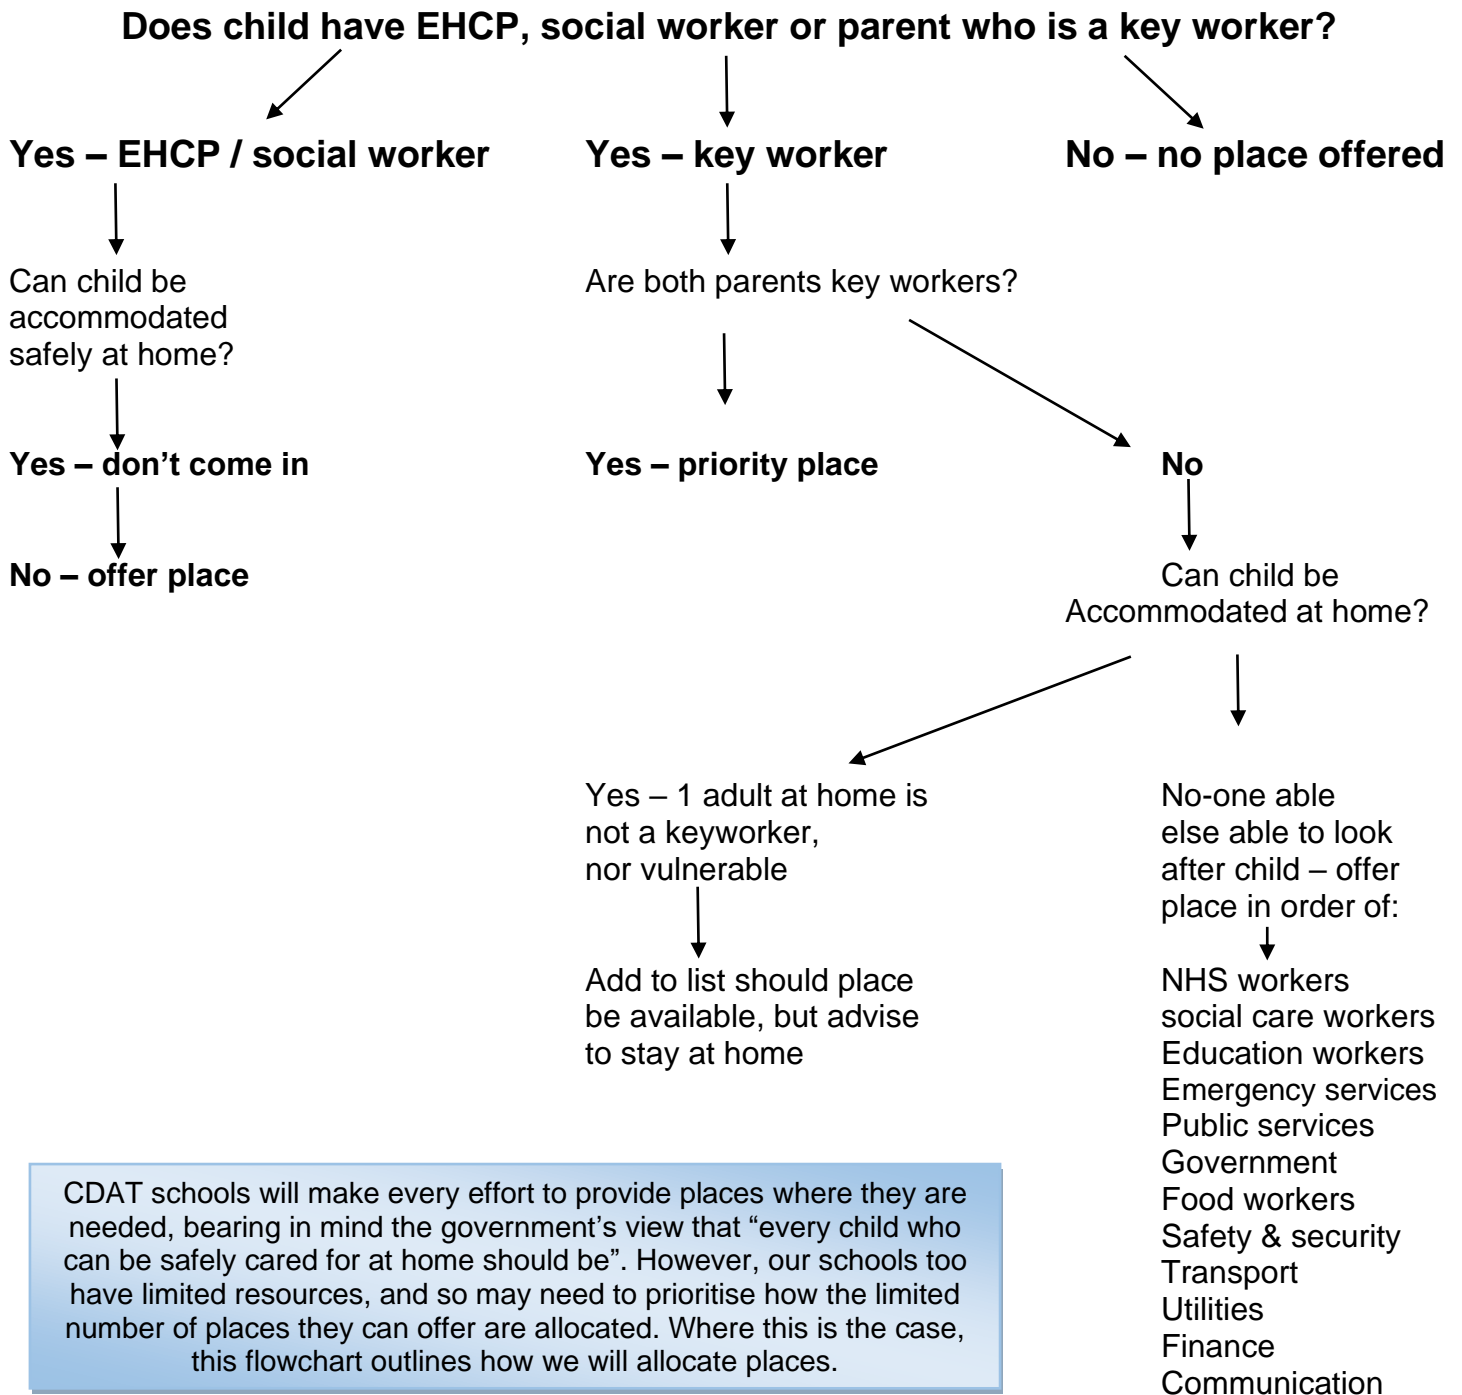 Does child have EHCP, social worker or parent who is a key worker?
Yes – EHCP / social worker
Yes – key worker
No – no place offered
Can child be
accommodated
safely at home?
Are both parents key workers?
Yes – don’t come in
Yes – priority place
No
No – offer place
Can child be
Accommodated at home?
Yes – 1 adult at home is
not a keyworker,
nor vulnerable
No-one able
else able to look
after child – offer
place in order of:
Add to list should place
be available, but advise
to stay at home
NHS workers
social care workers
Education workers
Emergency services
Public services
Government
Food workers
Safety & security
Transport
Utilities
Finance
Communication
CDAT schools will make every effort to provide places where they are
needed, bearing in mind the government’s view that “every child who
can be safely cared for at home should be”. However, our schools too
have limited resources, and so may need to prioritise how the limited
number of places they can offer are allocated. Where this is the case,
this flowchart outlines how we will allocate places.